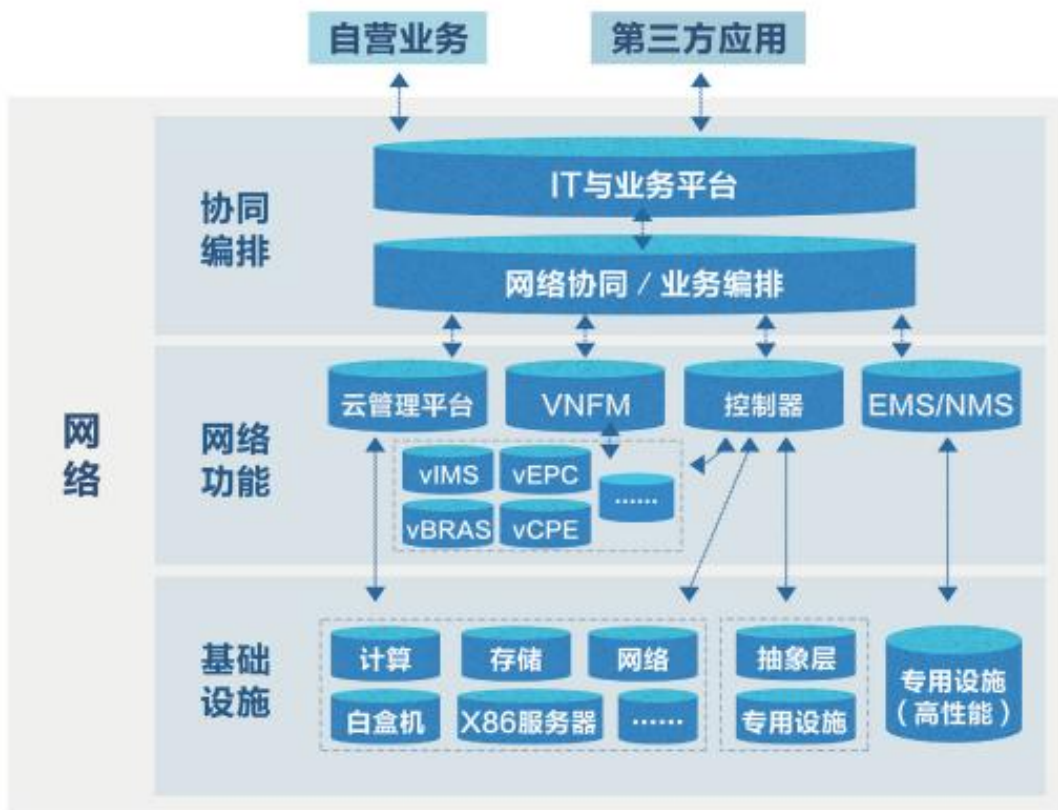 自营业务
第三方应用
网络
协同
编排
IT与业务平台
网络协同 / 业务编排
网络
功能
云管理平台
VNFM
控制器
EMS/NMS
vIMS
vEPC
······
vBRAS
vCPE
基础
设施
计算
存储
网络
白盒机
X86服务器
······
抽象层
专用设施
专用设施
（高性能）